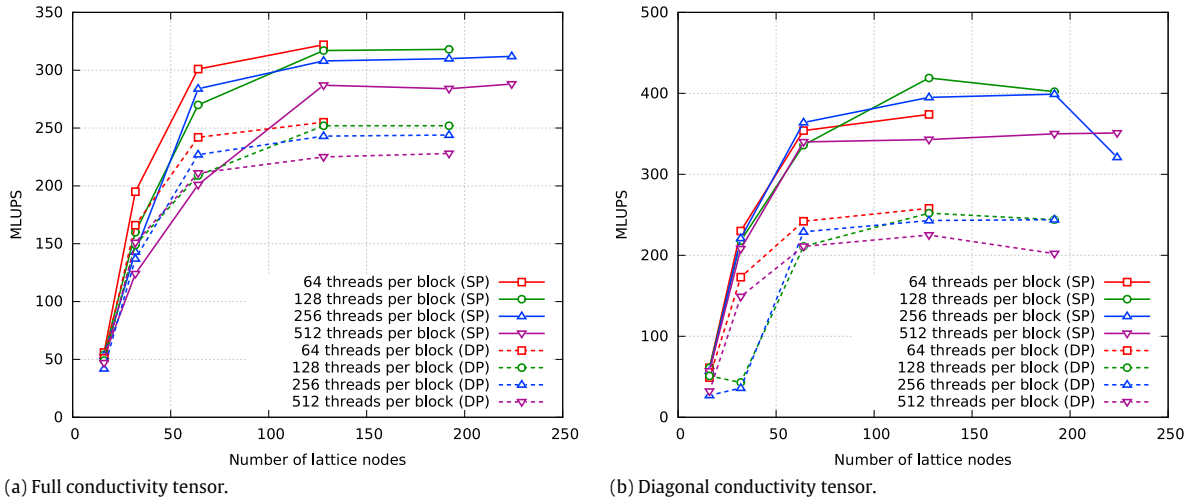 350
300
250
200
150
100
50
0
MLUPS
64 threads per block (SP)
128 threads per block (SP)
256 threads per block (SP)
512 threads per block (SP)
64 threads per block (DP)
128 threads per block (DP)
256 threads per block (DP)
512 threads per block (DP)
0 50 100 150 200 250
Number of lattice nodes
(a) Full conductivity tensor.
500
400
300
200
100
0
MLUPS
64 threads per block (SP)
128 threads per block (SP)
256 threads per block (SP)
512 threads per block (SP)
64 threads per block (DP)
128 threads per block (DP)
256 threads per block (DP)
512 threads per block (DP)
0 50 100 150 200 250
Number of lattice nodes
(b) Diagonal conductivity tensor.